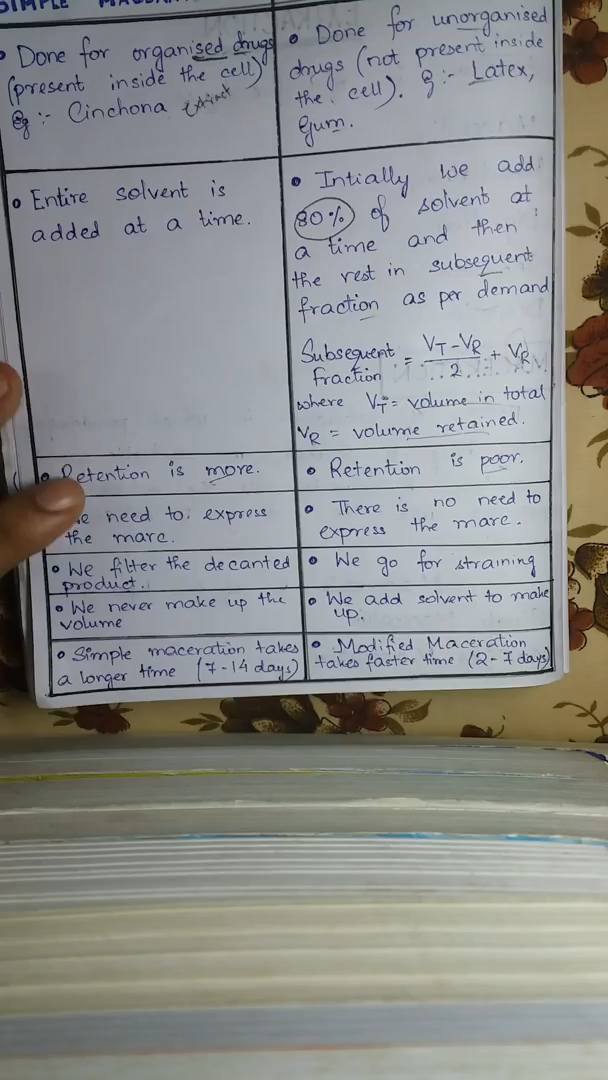 SIMPLE
• Done for organised drugs
(present inside the cell)
Eg :- Cinchona
• Entire solvent is
added at a time.
• Retention is more.
need to express
the marc.
• We filter the decanted
product.
• We never make up the
volume
• Simple maceration takes
a longer time (7-14 days)
• Done for unorganised
drugs (not present inside
the cell). Eg :- Latex,
Gum.
• Intially we add
80% of solvent at
a time and then
the rest in subsequent
fraction as per demand
Subsequent fraction = (VT - VR)/2 + VR
where VT = volume in total
VR = volume retained.
• Retention is poor.
• There is no need to
express the marc.
• We go for straining
• We add solvent to make
up.
• Modified Maceration
takes faster time (2-7 days)